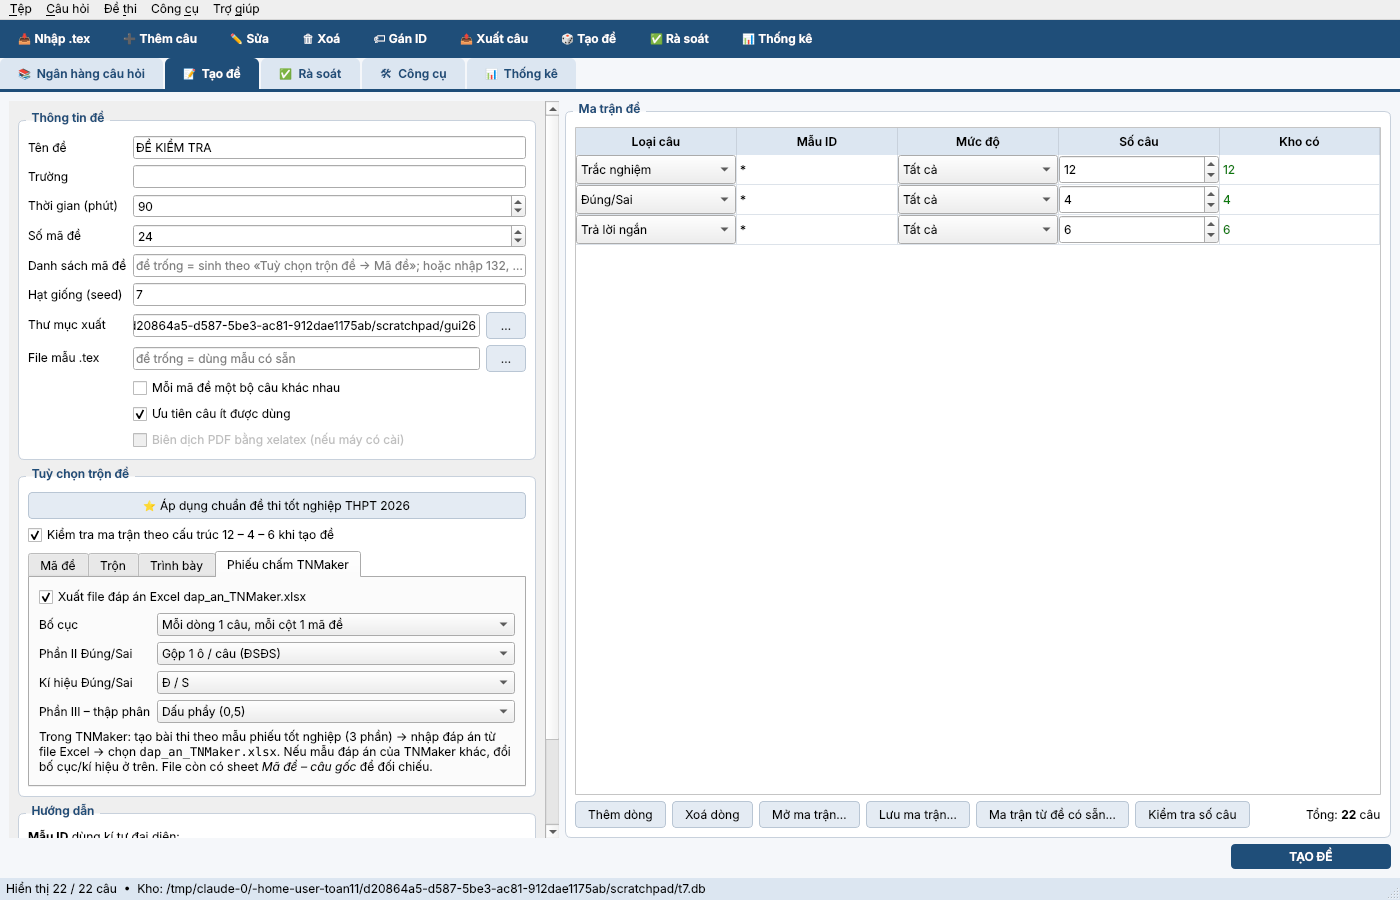 Tệp Câu hỏi Đề thi Công cụ Trợ giúp
Nhập .tex Thêm câu Sửa Xoá Gán ID Xuất câu Tạo đề Rà soát Thống kê
Ngân hàng câu hỏi Tạo đề Rà soát Công cụ Thống kê
Thông tin đề
Tên đề ĐỀ KIỂM TRA
Trường
Thời gian (phút) 90
Số mã đề 24
Danh sách mã đề để trống = sinh theo «Tuỳ chọn trộn đề → Mã đề»; hoặc nhập 132, ...
Hạt giống (seed) 7
Thư mục xuất d20864a5-d587-5be3-ac81-912dae1175ab/scratchpad/gui26 ...
File mẫu .tex để trống = dùng mẫu có sẵn ...
Mỗi mã đề một bộ câu khác nhau
Ưu tiên câu ít được dùng
Biên dịch PDF bằng xelatex (nếu máy có cài)
Tuỳ chọn trộn đề
Áp dụng chuẩn đề thi tốt nghiệp THPT 2026
Kiểm tra ma trận theo cấu trúc 12 – 4 – 6 khi tạo đề
Mã đề Trộn Trình bày Phiếu chấm TNMaker
Xuất file đáp án Excel dap_an_TNMaker.xlsx
Bố cục Mỗi dòng 1 câu, mỗi cột 1 mã đề
Phần II Đúng/Sai Gộp 1 ô / câu (ĐSĐS)
Kí hiệu Đúng/Sai Đ / S
Phần III – thập phân Dấu phẩy (0,5)
Trong TNMaker: tạo bài thi theo mẫu phiếu tốt nghiệp (3 phần) → nhập đáp án từ
file Excel → chọn dap_an_TNMaker.xlsx. Nếu mẫu đáp án của TNMaker khác, đổi
bố cục/kí hiệu ở trên. File còn có sheet Mã đề – câu gốc để đối chiếu.
Hướng dẫn
Mẫu ID dùng kí tự đại diện:
Ma trận đề
Loại câu Mẫu ID Mức độ Số câu Kho có
Trắc nghiệm * Tất cả 12 12
Đúng/Sai * Tất cả 4 4
Trả lời ngắn * Tất cả 6 6
Thêm dòng Xoá dòng Mở ma trận... Lưu ma trận... Ma trận từ đề có sẵn... Kiểm tra số câu Tổng: 22 câu
TẠO ĐỀ
Hiển thị 22 / 22 câu • Kho: /tmp/claude-0/-home-user-toan11/d20864a5-d587-5be3-ac81-912dae1175ab/scratchpad/t7.db